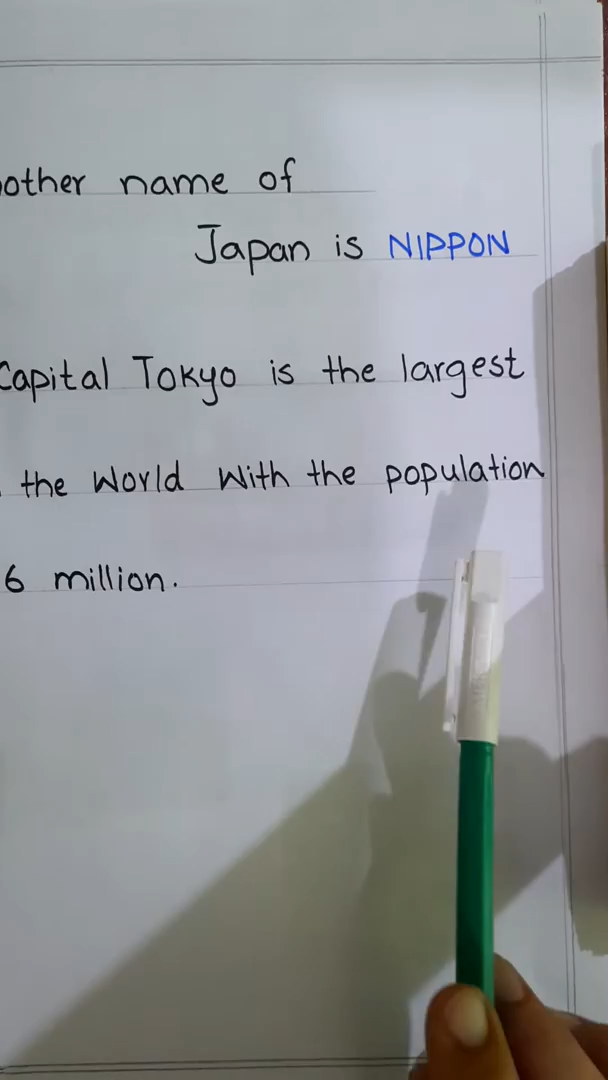 other name of
Japan is NIPPON
Capital Tokyo is the largest
the World With the population
6 million.